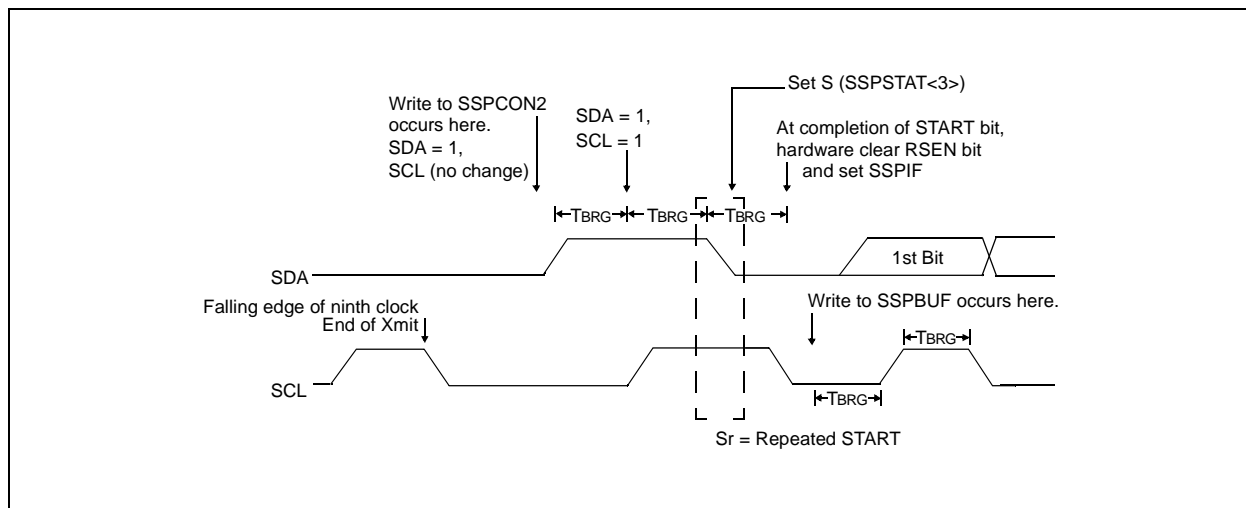 Set S (SSPSTAT<3>)
Write to SSPCON2
occurs here.
SDA = 1,
SCL (no change)
SDA = 1,
SCL = 1
At completion of START bit,
hardware clear RSEN bit
and set SSPIF
TBRG
TBRG
TBRG
SDA
1st Bit
Falling edge of ninth clock
End of Xmit
Write to SSPBUF occurs here.
TBRG
SCL
TBRG
Sr = Repeated START